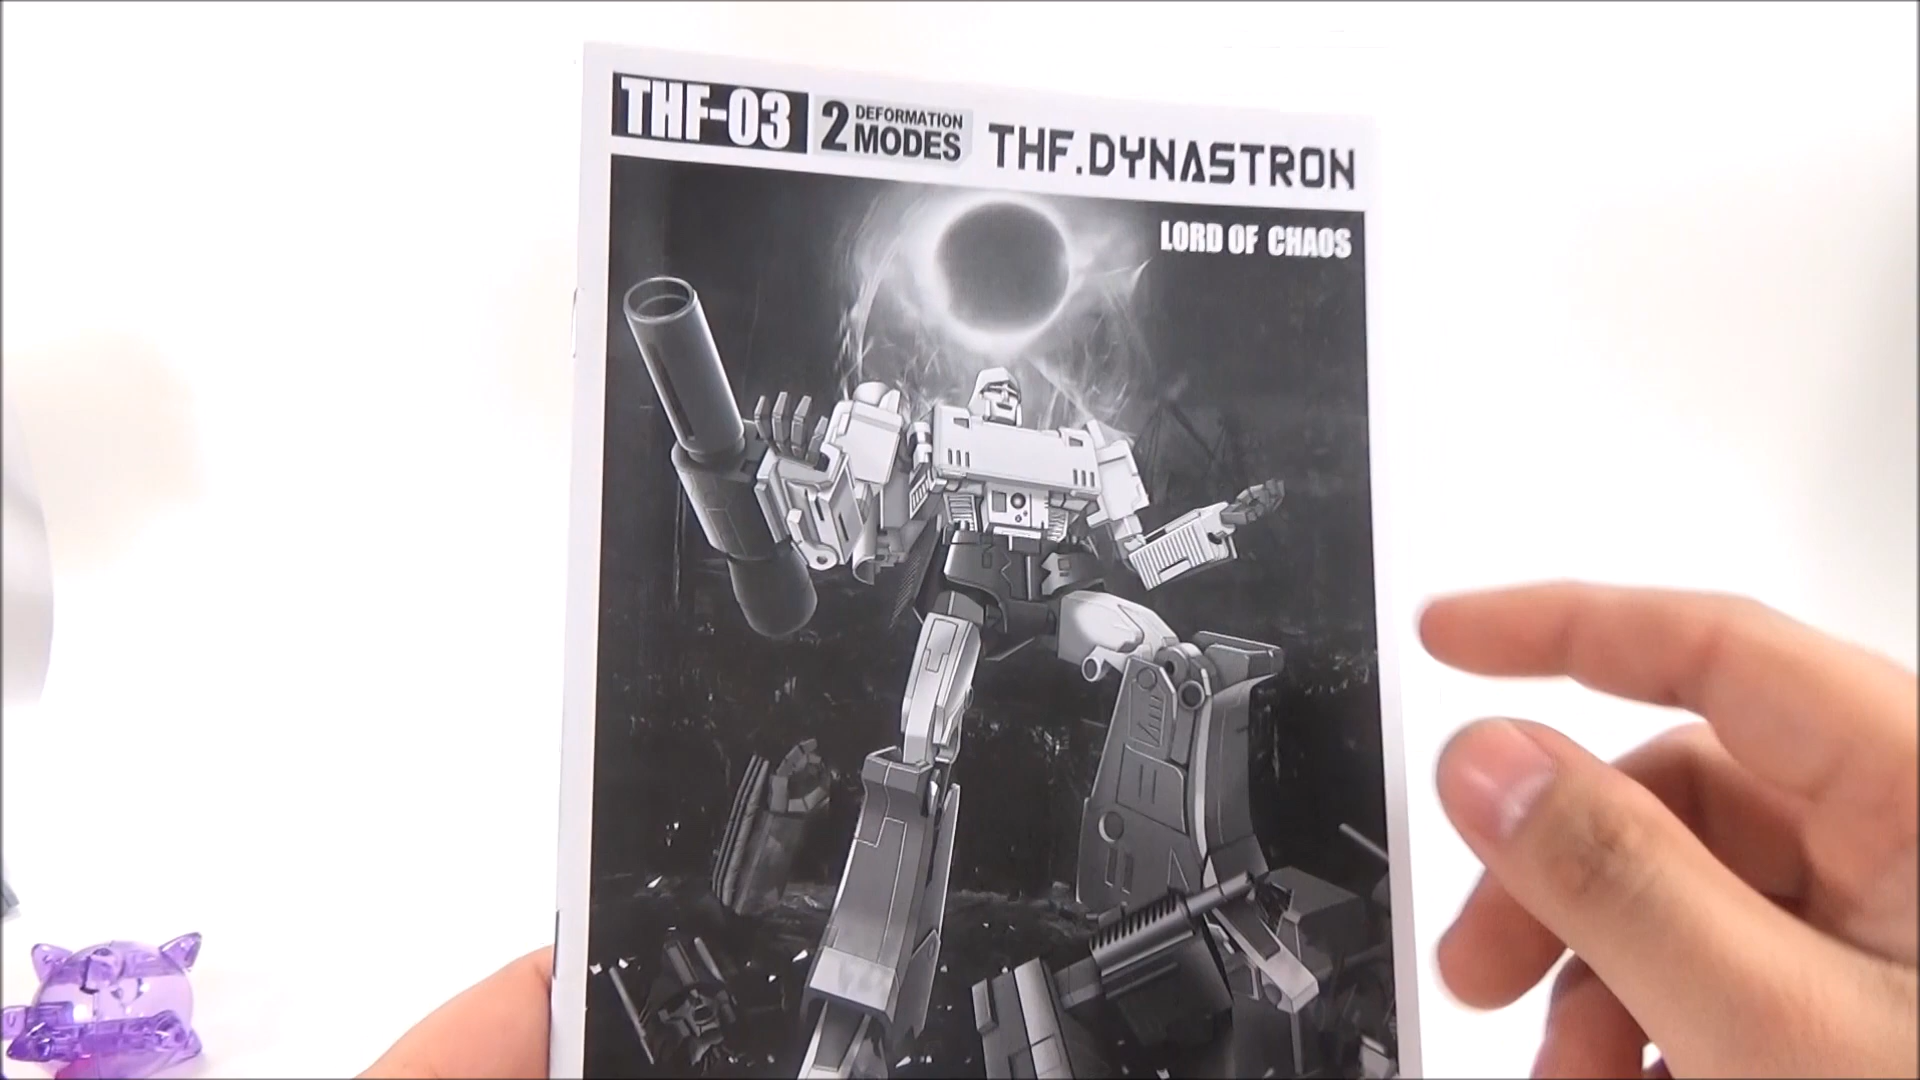 THF-03
2 DEFORMATION MODES
THF.DYNASTRON
LORD OF CHAOS